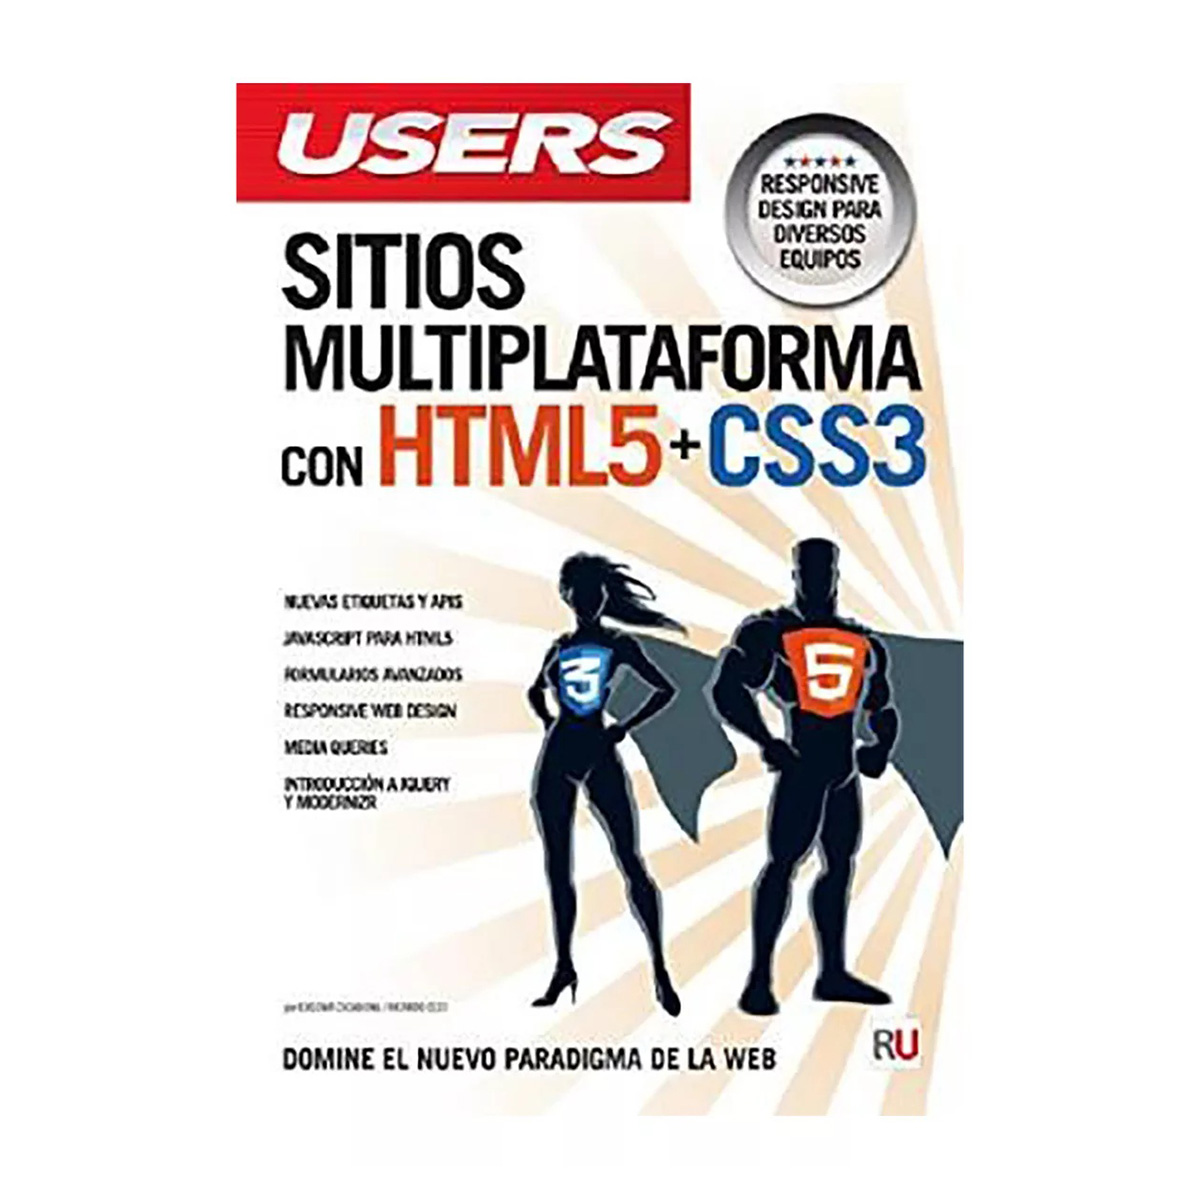 USERS
RESPONSIVE
DESIGN PARA
DIVERSOS
EQUIPOS
SITIOS
MULTIPLATAFORMA
CON HTML5 + CSS3
NUEVAS ETIQUETAS Y APIS
JAVASCRIPT PARA HTML5
FORMULARIOS AVANZADOS
RESPONSIVE WEB DESIGN
MEDIA QUERIES
INTRODUCCIÓN A JQUERY
Y MODERNIZR
3
5
por
DOMINE EL NUEVO PARADIGMA DE LA WEB
RU